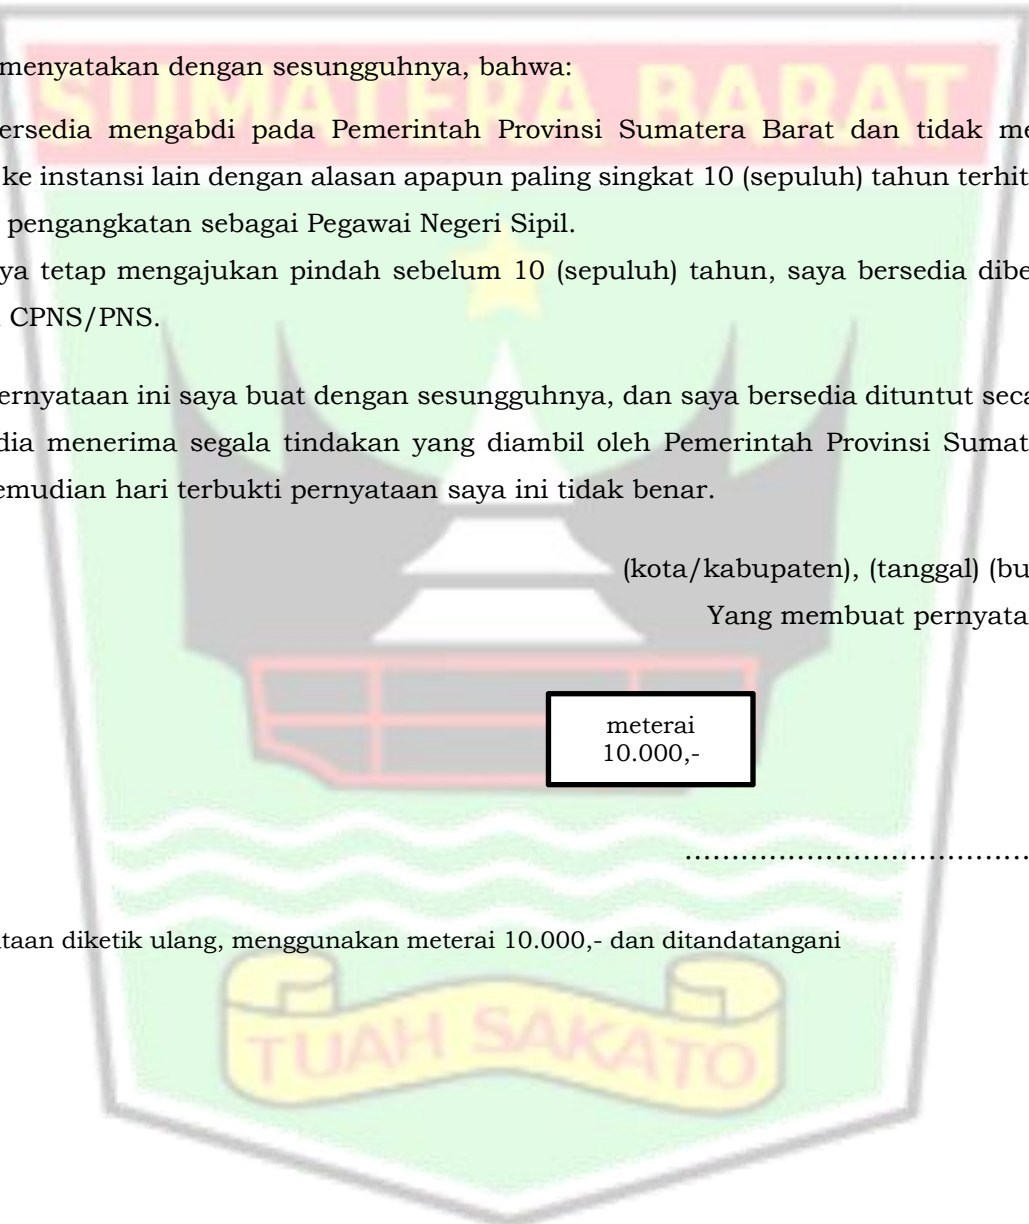 SUMATERA BARAT
menyatakan dengan sesungguhnya, bahwa:
ersedia mengabdi pada Pemerintah Provinsi Sumatera Barat dan tidak me
ke instansi lain dengan alasan apapun paling singkat 10 (sepuluh) tahun terhit
pengangkatan sebagai Pegawai Negeri Sipil.
ya tetap mengajukan pindah sebelum 10 (sepuluh) tahun, saya bersedia dibe
CPNS/PNS.
ernyataan ini saya buat dengan sesungguhnya, dan saya bersedia dituntut seca
dia menerima segala tindakan yang diambil oleh Pemerintah Provinsi Sumat
emudian hari terbukti pernyataan saya ini tidak benar.
(kota/kabupaten), (tanggal) (bu
Yang membuat pernyata
meterai
10.000,-
.....................................
taan diketik ulang, menggunakan meterai 10.000,- dan ditandatangani
TUAH SAKATO